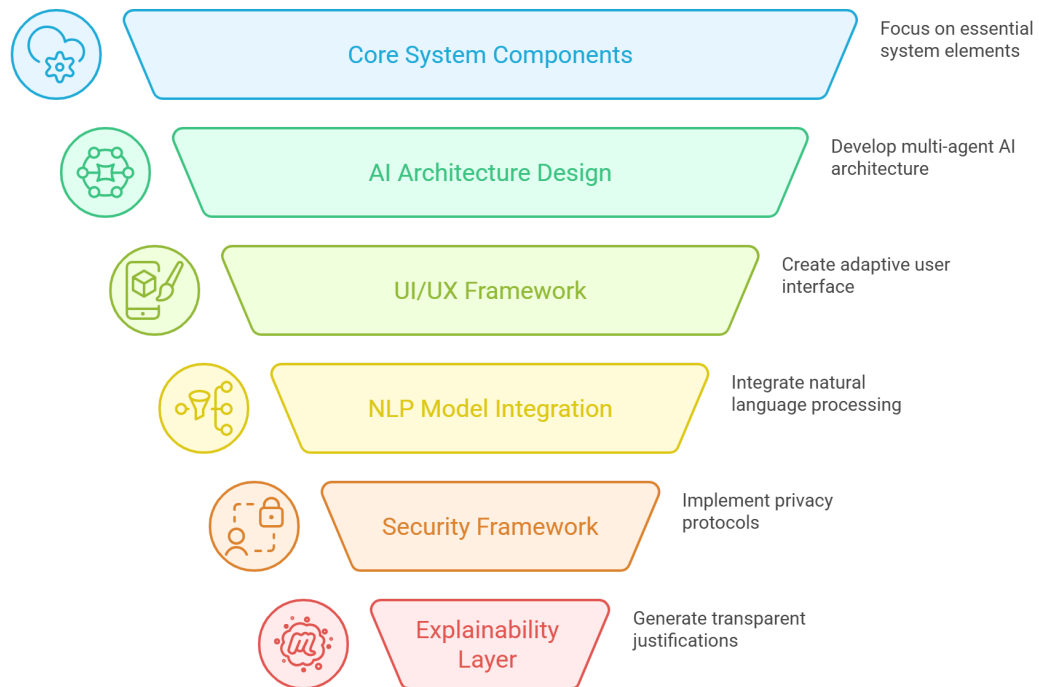 Core System Components
Focus on essential
system elements
AI Architecture Design
Develop multi-agent AI
architecture
UI/UX Framework
Create adaptive user
interface
NLP Model Integration
Integrate natural
language processing
Security Framework
Implement privacy
protocols
Explainability
Layer
Generate transparent
justifications